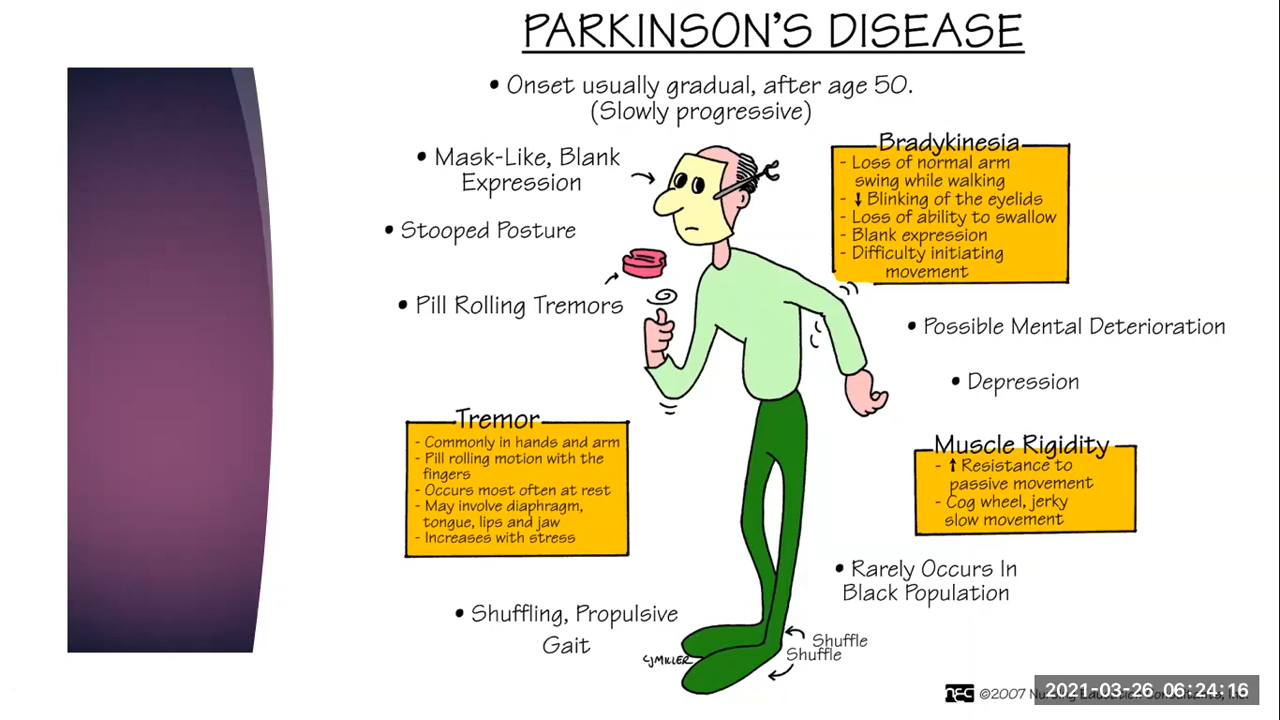 PARKINSON'S DISEASE
• Onset usually gradual, after age 50.
(Slowly progressive)
• Mask-Like, Blank
Expression
• Stooped Posture
• Pill Rolling Tremors
Bradykinesia
- Loss of normal arm
swing while walking
- ↓ Blinking of the eyelids
- Loss of ability to swallow
- Blank expression
- Difficulty initiating
movement
• Possible Mental Deterioration
• Depression
Tremor
- Commonly in hands and arm
- Pill rolling motion with the
fingers
- Occurs most often at rest
- May involve diaphragm,
tongue, lips and jaw
- Increases with stress
Muscle Rigidity
- ↑ Resistance to
passive movement
- Cog wheel, jerky
slow movement
• Rarely Occurs In
Black Population
• Shuffling, Propulsive
Gait
Shuffle
Shuffle
CJMILLER
nec ©2007
2021-03-26 06:24:16